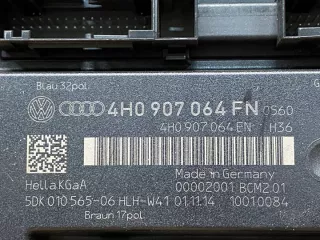 Blau 32pol.
G
4H0 907 064 FN
0560
4H0 907 064 EN H36
Made in Germany
Hella KGaA 00002001 BCM2.01
5DK 010 565-06 HLH-W41 01.11.14 10010084
Braun 17pol.